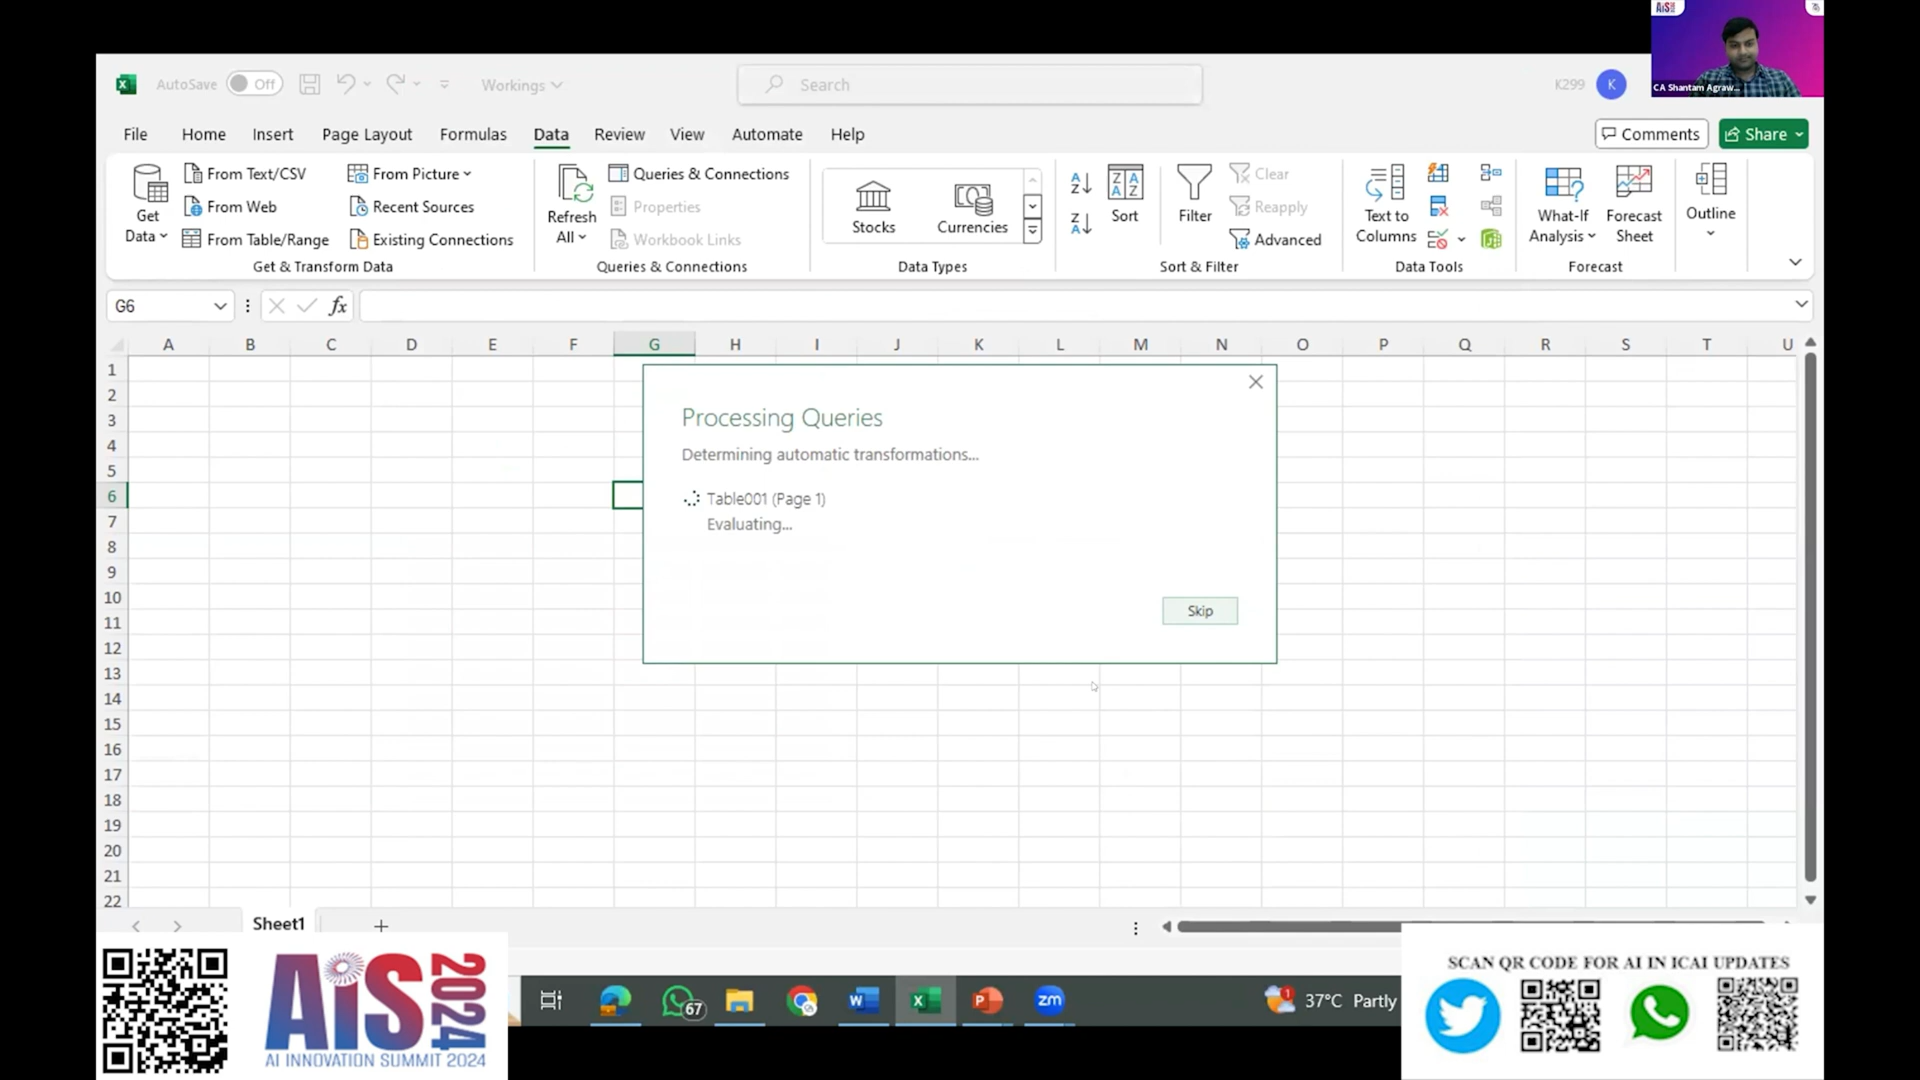 AiS
CA Shantam Agraw...
AutoSave Off Workings Search K299 K
File Home Insert Page Layout Formulas Data Review View Automate Help Comments Share
Get Data
From Text/CSV
From Web
From Table/Range
From Picture
Recent Sources
Existing Connections
Get & Transform Data
Refresh All
Queries & Connections
Properties
Workbook Links
Queries & Connections
Stocks Currencies
Data Types
Sort
Filter
Clear
Reapply
Advanced
Sort & Filter
Text to Columns
Data Tools
What-If Analysis
Forecast Sheet
Forecast
Outline
G6 fx
A B C D E F G H I J K L M N O P Q R S T U
1
2
3
4
5
6
7
8
9
10
11
12
13
14
15
16
17
18
19
20
21
22
Processing Queries
Determining automatic transformations...
Table001 (Page 1)
Evaluating...
Skip
Sheet1
AiS 2024
AI INNOVATION SUMMIT 2024
67 W X P zm 1 37°C Partly
SCAN QR CODE FOR AI IN ICAI UPDATES